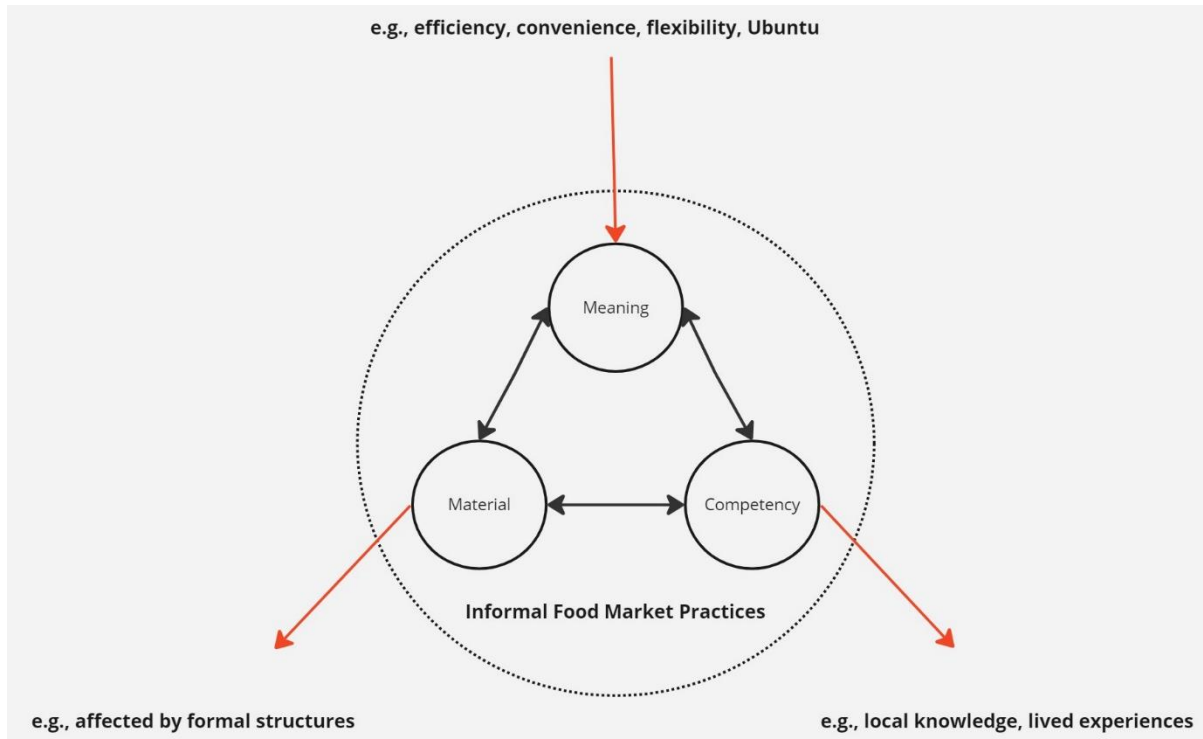 e.g., efficiency, convenience, flexibility, Ubuntu
Meaning
Material
Competency
Informal Food Market Practices
e.g., affected by formal structures
e.g., local knowledge, lived experiences